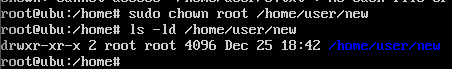 root@ubu:/home# sudo chown root /home/user/new
root@ubu:/home# ls -ld /home/user/new
drwxr-xr-x 2 root root 4096 Dec 25 18:42 /home/user/new
root@ubu:/home#